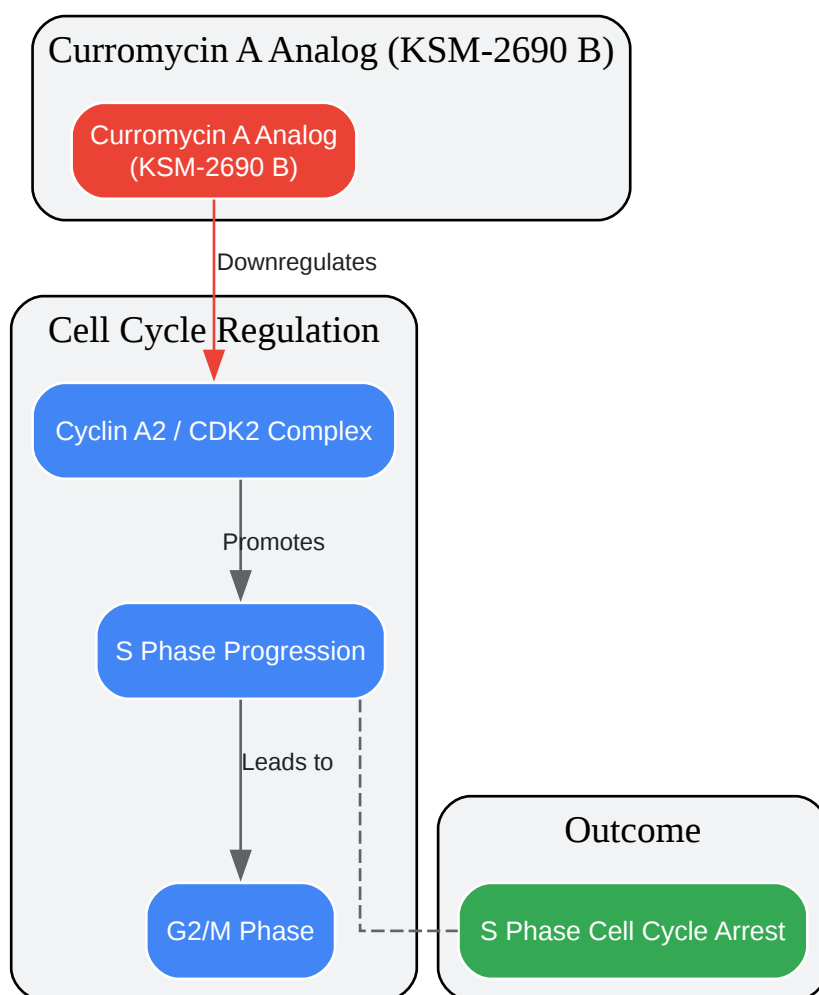 Curromycin A Analog (KSM-2690 B)
Curromycin A Analog
(KSM-2690 B)
Downregulates
Cell Cycle Regulation
Cyclin A2 / CDK2 Complex
Promotes
S Phase Progression
Leads to
Outcome
G2/M Phase
S Phase Cell Cycle Arrest